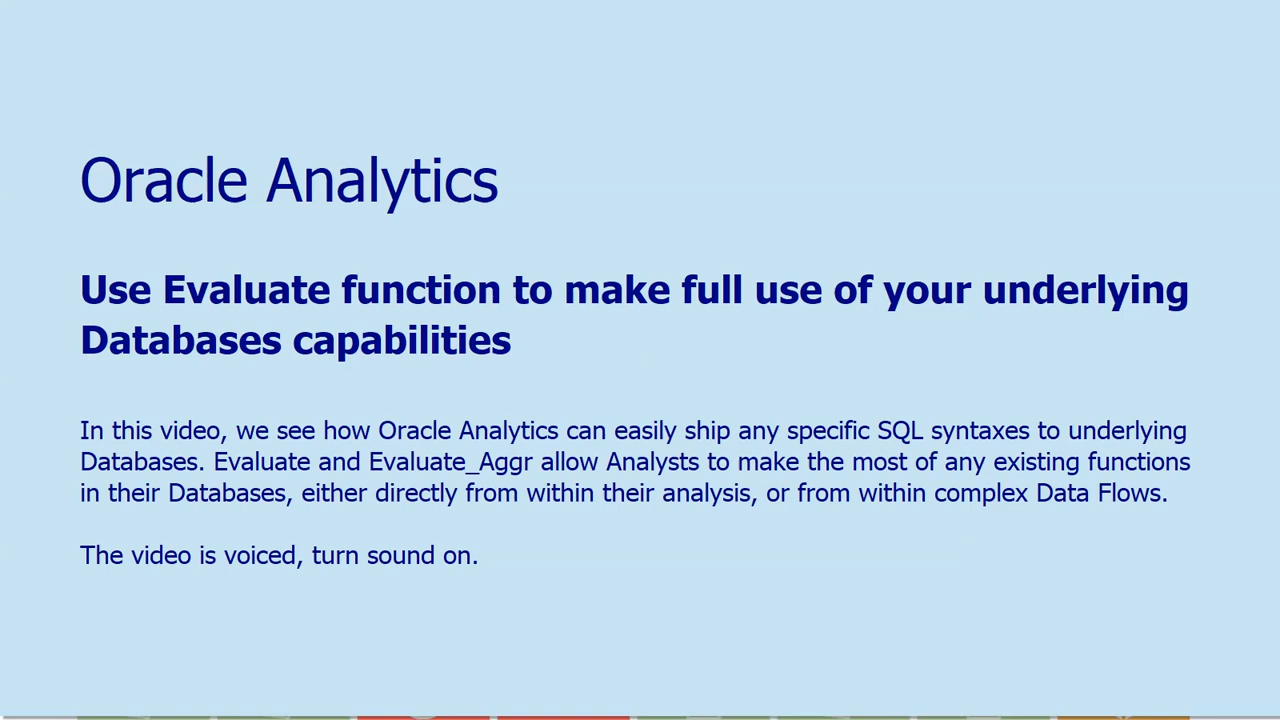 Oracle Analytics
Use Evaluate function to make full use of your underlying
Databases capabilities
In this video, we see how Oracle Analytics can easily ship any specific SQL syntaxes to underlying
Databases. Evaluate and Evaluate_Aggr allow Analysts to make the most of any existing functions
in their Databases, either directly from within their analysis, or from within complex Data Flows.
The video is voiced, turn sound on.